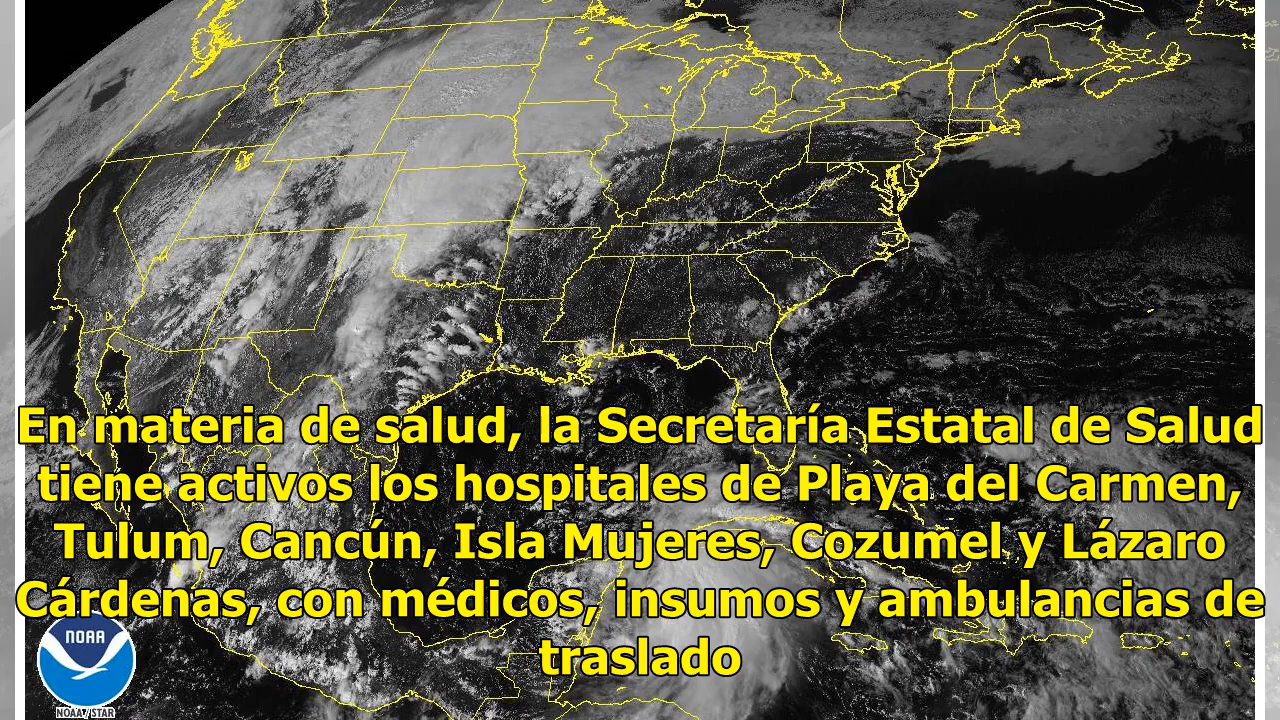 En materia de salud, la Secretaría Estatal de Salud
tiene activos los hospitales de Playa del Carmen,
Tulum, Cancún, Isla Mujeres, Cozumel y Lázaro
Cárdenas, con médicos, insumos y ambulancias de
traslado
NOAA
NOAA / STAR